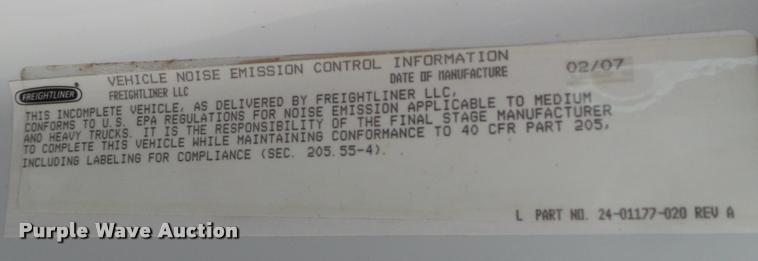 VEHICLE NOISE EMISSION CONTROL INFORMATION
FREIGHTLINER
FREIGHTLINER LLC
DATE OF MANUFACTURE
02/07
THIS INCOMPLETE VEHICLE, AS DELIVERED BY FREIGHTLINER LLC,
CONFORMS TO U.S. EPA REGULATIONS FOR NOISE EMISSION APPLICABLE TO MEDIUM
AND HEAVY TRUCKS. IT IS THE RESPONSIBILITY OF THE FINAL STAGE MANUFACTURER
TO COMPLETE THIS VEHICLE WHILE MAINTAINING CONFORMANCE TO 40 CFR PART 205,
INCLUDING LABELING FOR COMPLIANCE (SEC. 205.55-4).
L PART NO. 24-01177-020 REV A
Purple Wave Auction